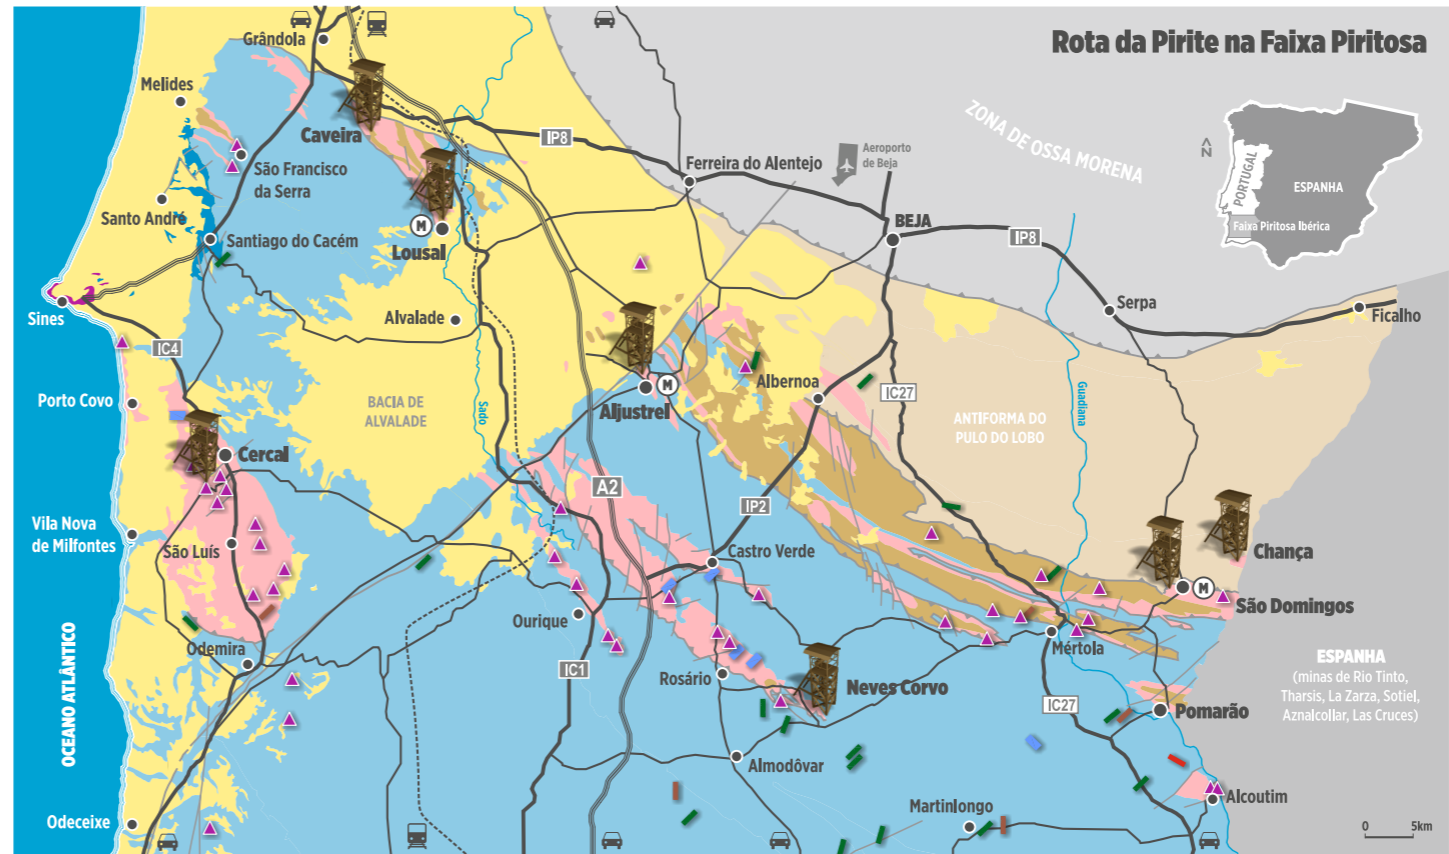 Rota da Pirite na Faixa Piritosa
Grândola
Melides
Caveira
IP8
ZONA DE OSSA MORENA
N
PORTUGAL
ESPANHA
Faixa Piritosa Ibérica
Aeroporto
de Beja
Ferreira do Alentejo
São Francisco
da Serra
Santo André
Santiago do Cacém
M
Lousal
BEJA
IP8
Serpa
Ficalho
Sines
Alvalade
IC4
Porto Covo
BACIA DE
ALVALADE
Sado
Aljustrel
M
Albernoa
IC27
ANTIFORMA DO
PULO DO LOBO
Guadiana
Cercal
A2
IP2
Vila Nova
de Milfontes
São Luís
Castro Verde
Chança
M
São Domingos
Ourique
Odemira
IC1
Rosário
Neves Corvo
Mértola
IC27
Pomarão
ESPANHA
(minas de Rio Tinto,
Tharsis, La Zarza, Sotiel,
Aznalcollar, Las Cruces)
OCEANO ATLÂNTICO
Almodôvar
Martinlongo
Alcoutim
Odeceixe
0 5km